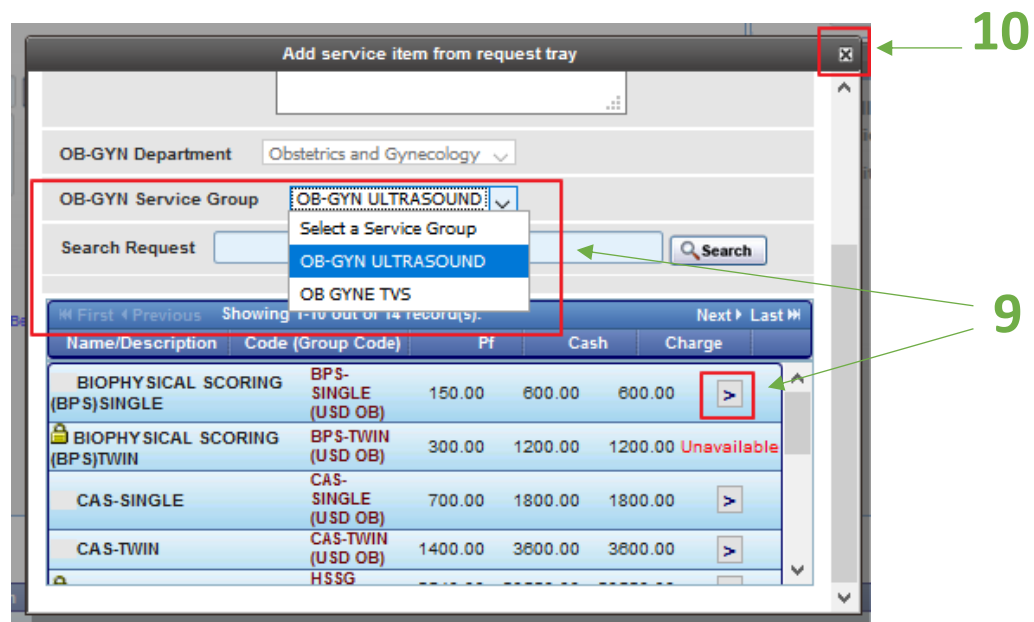 10
Add service item from request tray
OB-GYN Department Obstetrics and Gynecology
OB-GYN Service Group OB-GYN ULTRASOUND
Select a Service Group
Search Request Search
OB-GYN ULTRASOUND
OB GYNE TVS
9
First Previous Showing 1-10 out of 14 record(s). Next Last
Name/Description Code (Group Code) Pf Cash Charge
BIOPHYSICAL SCORING (BPS)SINGLE BPS-SINGLE (USD OB) 150.00 600.00 600.00 >
BIOPHYSICAL SCORING (BPS)TWIN BPS-TWIN (USD OB) 300.00 1200.00 1200.00 Unavailable
CAS-SINGLE CAS-SINGLE (USD OB) 700.00 1800.00 1800.00 >
CAS-TWIN CAS-TWIN (USD OB) 1400.00 3600.00 3600.00 >
HSSG